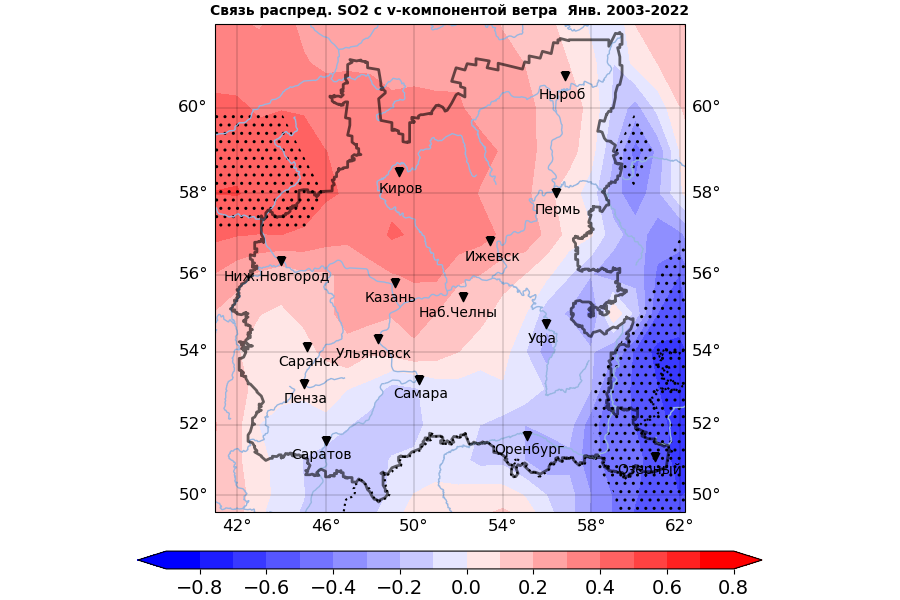 Связь распред. SO2 с v-компонентой ветра Янв. 2003-2022
Ныроб
60° 60°
Киров
58° 58°
Пермь
Ижевск
56° Ниж.Новгород 56°
Казань
Наб.Челны
Уфа
54° Саранск Ульяновск 54°
Пенза Самара
52° 52°
Саратов Оренбург
Озерный
50° 50°
42° 46° 50° 54° 58° 62°
−0.8 −0.6 −0.4 −0.2 0.0 0.2 0.4 0.6 0.8